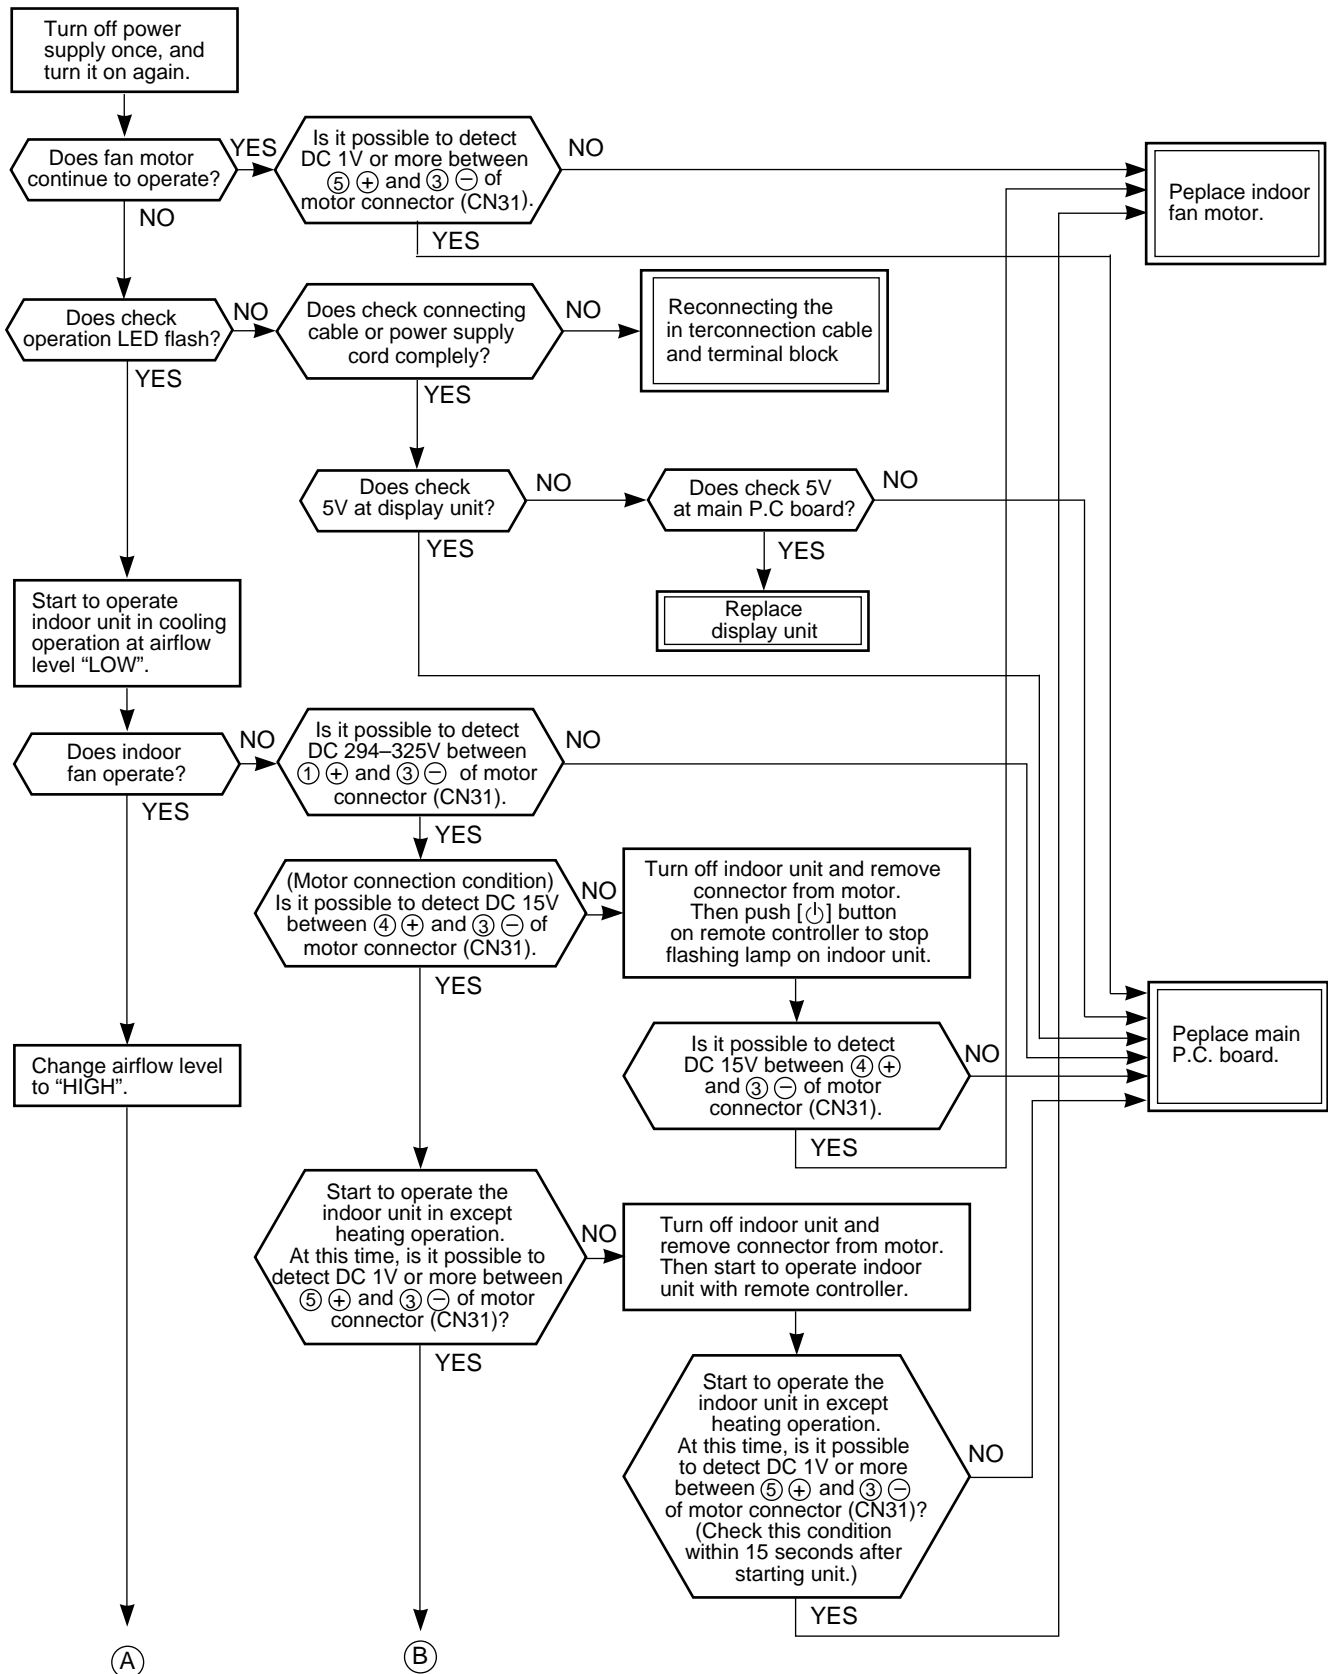 Turn off power
supply once, and
turn it on again.
Does fan motor
continue to operate?
YES
NO
Is it possible to detect
DC 1V or more between
⑤ ⊕ and ③ ⊖ of
motor connector (CN31).
NO
YES
Peplace indoor
fan motor.
Does check
operation LED flash?
NO
YES
Does check connecting
cable or power supply
cord complely?
NO
YES
Reconnecting the
in terconnection cable
and terminal block
Does check
5V at display unit?
NO
YES
Does check 5V
at main P.C board?
NO
YES
Replace
display unit
Start to operate
indoor unit in cooling
operation at airflow
level “LOW”.
Does indoor
fan operate?
NO
YES
Is it possible to detect
DC 294–325V between
① ⊕ and ③ ⊖ of motor
connector (CN31).
NO
YES
(Motor connection condition)
Is it possible to detect DC 15V
between ④ ⊕ and ③ ⊖ of
motor connector (CN31).
NO
YES
Turn off indoor unit and remove
connector from motor.
Then push [⏻] button
on remote controller to stop
flashing lamp on indoor unit.
Is it possible to detect
DC 15V between ④ ⊕
and ③ ⊖ of motor
connector (CN31).
NO
YES
Peplace main
P.C. board.
Change airflow level
to “HIGH”.
Start to operate the
indoor unit in except
heating operation.
At this time, is it possible to
detect DC 1V or more between
⑤ ⊕ and ③ ⊖ of motor
connector (CN31)?
NO
YES
Turn off indoor unit and
remove connector from motor.
Then start to operate indoor
unit with remote controller.
Start to operate the
indoor unit in except
heating operation.
At this time, is it possible
to detect DC 1V or more
between ⑤ ⊕ and ③ ⊖
of motor connector (CN31)?
(Check this condition
within 15 seconds after
starting unit.)
NO
YES
Ⓐ
Ⓑ